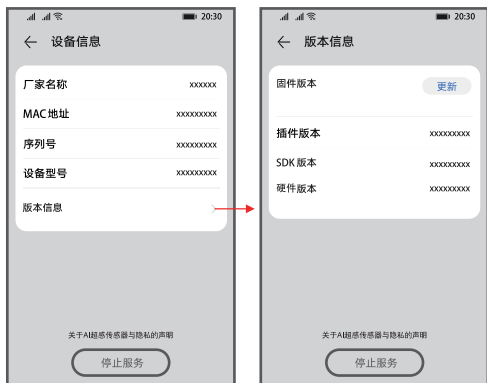 20:30
← 设备信息
厂家名称 xxxxxx
MAC地址 xxxxxxxxx
序列号 xxxxxxxxx
设备型号 xxxxxxxxx
版本信息
关于AI超感传感器与隐私的声明
停止服务
20:30
← 版本信息
固件版本 更新
插件版本 xxxxxxxxx
SDK 版本 xxxxxxxxx
硬件版本 xxxxxxxxx
关于AI超感传感器与隐私的声明
停止服务